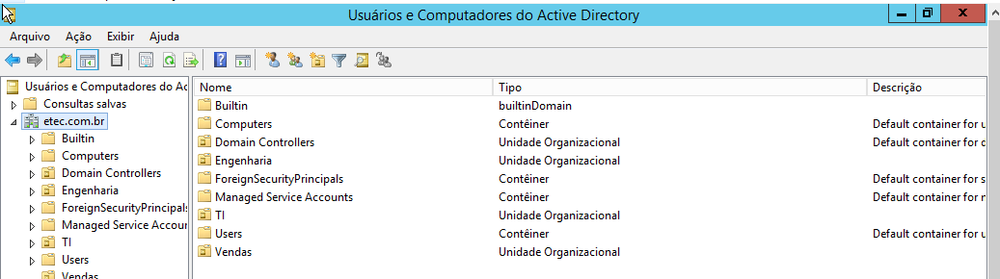 Usuários e Computadores do Active Directory
Arquivo Ação Exibir Ajuda
Usuários e Computadores do Ac
Consultas salvas
etec.com.br
Builtin
Computers
Domain Controllers
Engenharia
ForeignSecurityPrincipals
Managed Service Accour
TI
Users
Vendas
Nome Tipo Descrição
Builtin builtinDomain
Computers Contêiner Default container for u
Domain Controllers Unidade Organizacional Default container for d
Engenharia Unidade Organizacional
ForeignSecurityPrincipals Contêiner Default container for s
Managed Service Accounts Contêiner Default container for m
TI Unidade Organizacional
Users Contêiner Default container for u
Vendas Unidade Organizacional